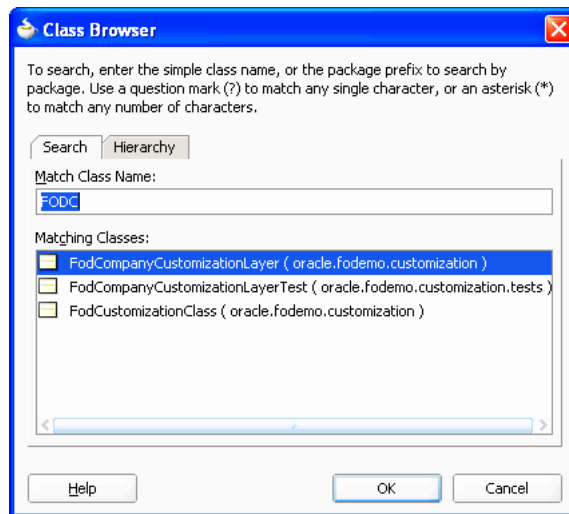 Class Browser
To search, enter the simple class name, or the package prefix to search by
package. Use a question mark (?) to match any single character, or an asterisk (*)
to match any number of characters.
Search Hierarchy
Match Class Name:
FODC
Matching Classes:
FodCompanyCustomizationLayer ( oracle.fodemo.customization )
FodCompanyCustomizationLayerTest ( oracle.fodemo.customization.tests )
FodCustomizationClass ( oracle.fodemo.customization )
Help OK Cancel